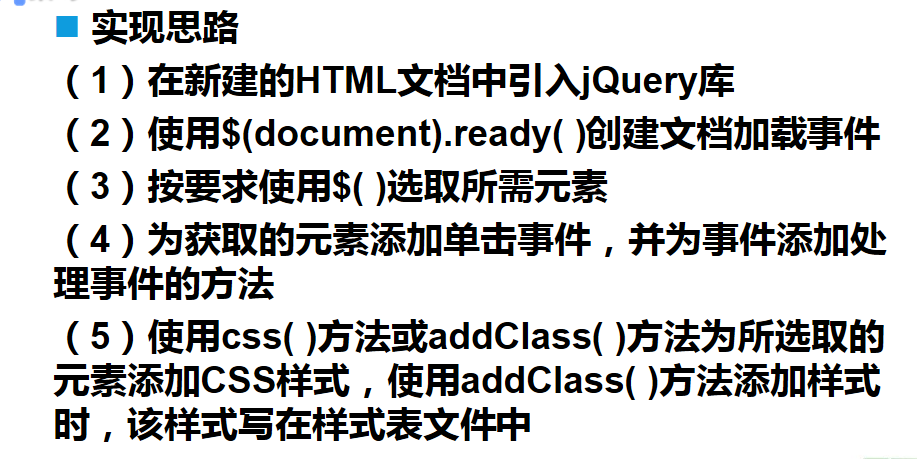 实现思路
（1）在新建的HTML文档中引入jQuery库
（2）使用$(document).ready( )创建文档加载事件
（3）按要求使用$( )选取所需元素
（4）为获取的元素添加单击事件，并为事件添加处
理事件的方法
（5）使用css( )方法或addClass( )方法为所选取的
元素添加CSS样式，使用addClass( )方法添加样式
时，该样式写在样式表文件中